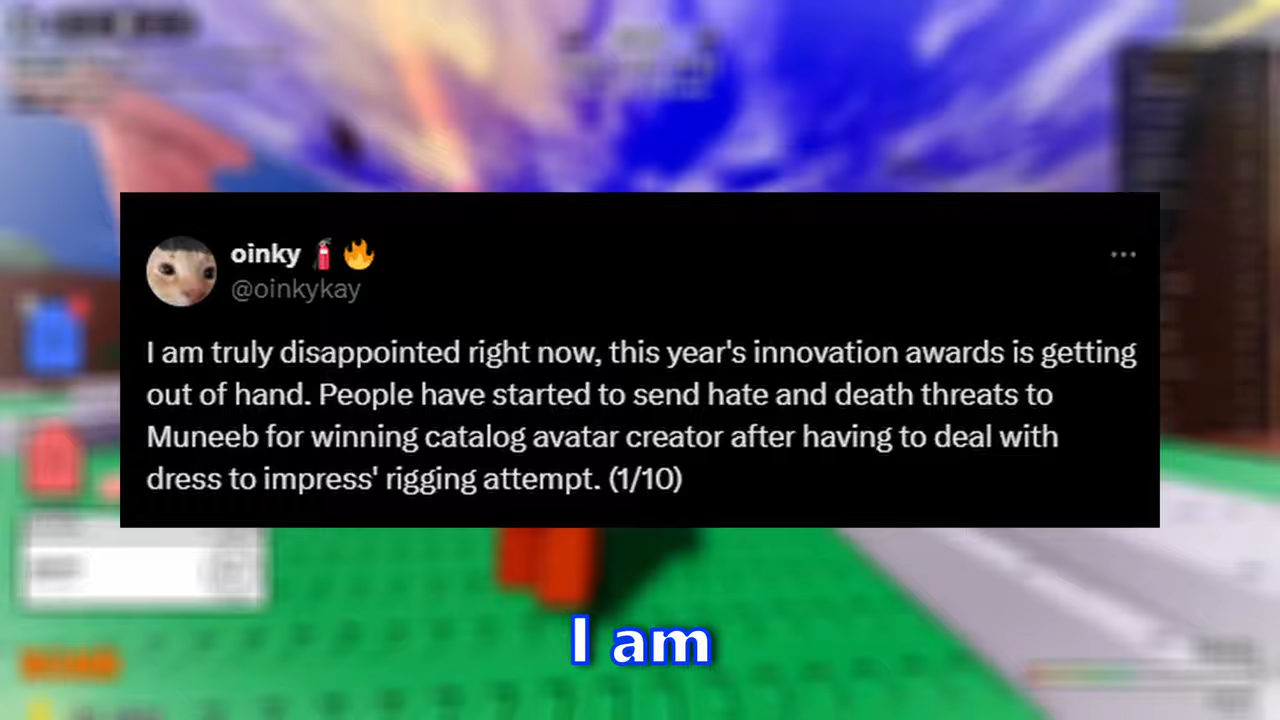 oinky 🧯🔥
@oinkykay
I am truly disappointed right now, this year's innovation awards is getting
out of hand. People have started to send hate and death threats to
Muneeb for winning catalog avatar creator after having to deal with
dress to impress' rigging attempt. (1/10)
I am